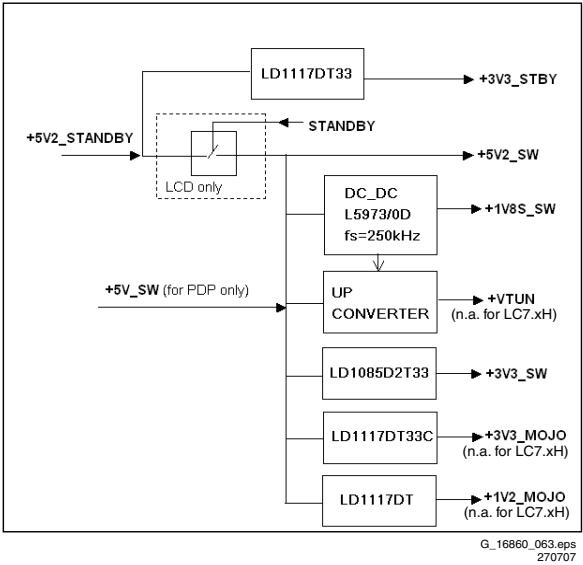 LD1117DT33
+3V3_STBY
STANDBY
+5V2_STANDBY
+5V2_SW
LCD only
DC_DC
L5973/0D
fs=250kHz
+1V8S_SW
+5V_SW (for PDP only)
UP
CONVERTER
+VTUN
(n.a. for LC7.xH)
LD1085D2T33
+3V3_SW
LD1117DT33C
+3V3_MOJO
(n.a. for LC7.xH)
LD1117DT
+1V2_MOJO
(n.a. for LC7.xH)
G_16860_063.eps
270707